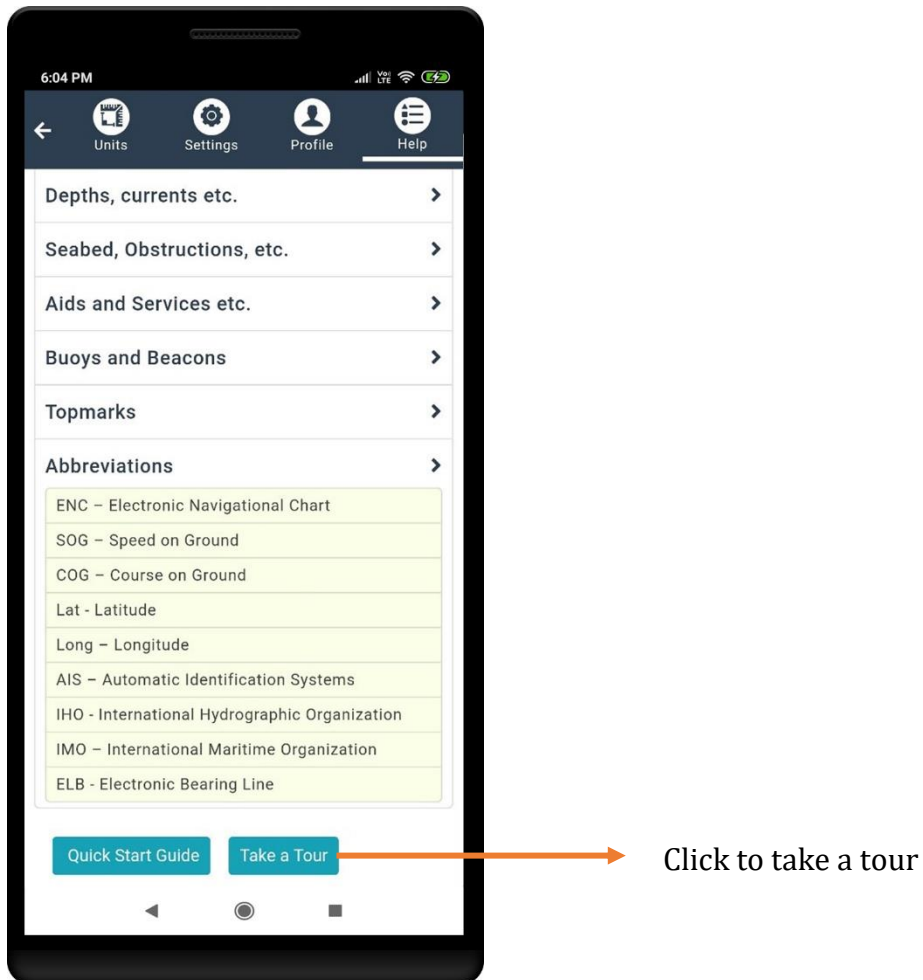 6:04 PM
Vo) LTE
Units
Settings
Profile
Help
Depths, currents etc.
Seabed, Obstructions, etc.
Aids and Services etc.
Buoys and Beacons
Topmarks
Abbreviations
ENC – Electronic Navigational Chart
SOG – Speed on Ground
COG – Course on Ground
Lat - Latitude
Long – Longitude
AIS – Automatic Identification Systems
IHO - International Hydrographic Organization
IMO – International Maritime Organization
ELB - Electronic Bearing Line
Quick Start Guide
Take a Tour
Click to take a tour